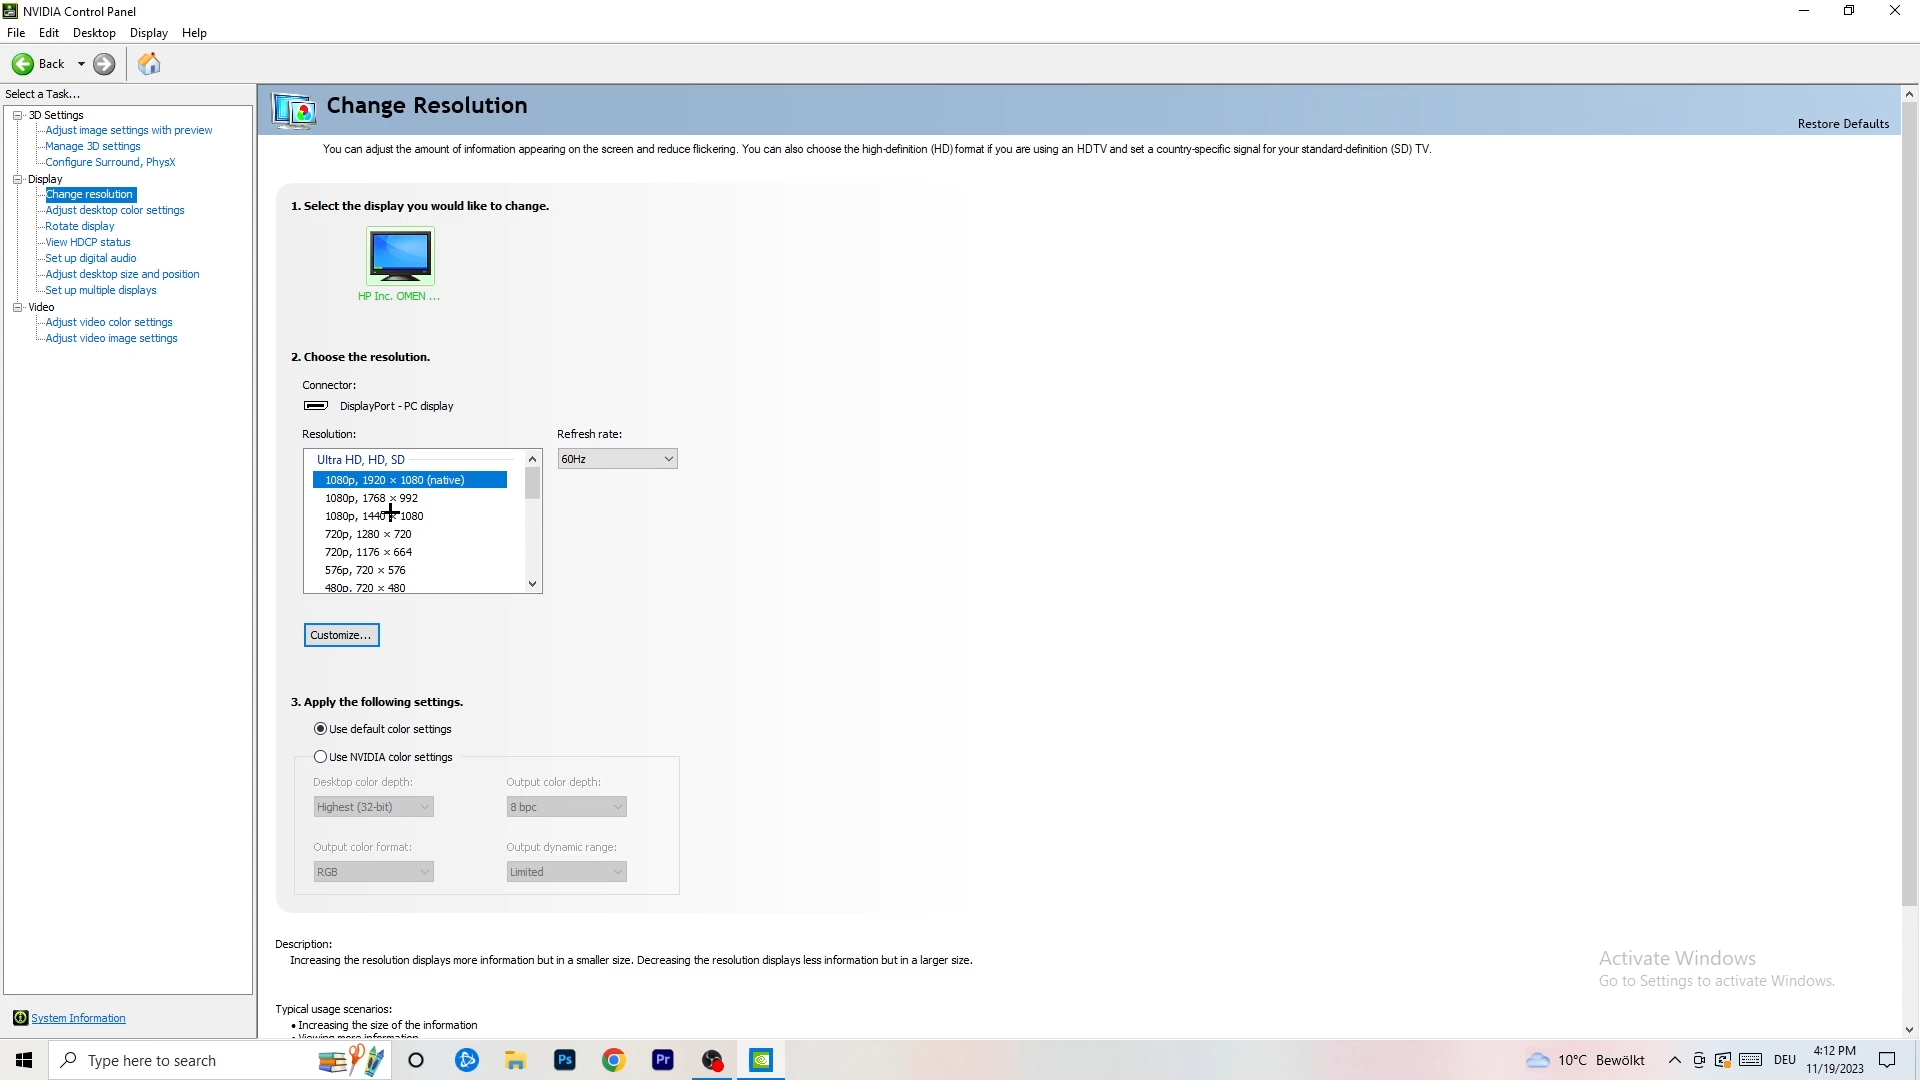 NVIDIA Control Panel
File Edit Desktop Display Help
Back
Select a Task...
3D Settings
Adjust image settings with preview
Manage 3D settings
Configure Surround, PhysX
Display
Change resolution
Adjust desktop color settings
Rotate display
View HDCP status
Set up digital audio
Adjust desktop size and position
Set up multiple displays
Video
Adjust video color settings
Adjust video image settings
System Information
Change Resolution
Restore Defaults
You can adjust the amount of information appearing on the screen and reduce flickering. You can also choose the high-definition (HD) format if you are using an HDTV and set a country-specific signal for your standard-definition (SD) TV.
1. Select the display you would like to change.
HP Inc. OMEN ...
2. Choose the resolution.
Connector:
DisplayPort - PC display
Resolution:
Refresh rate:
Ultra HD, HD, SD
60Hz
1080p, 1920 × 1080 (native)
1080p, 1768 × 992
1080p, 1440 × 1080
720p, 1280 × 720
720p, 1176 × 664
576p, 720 × 576
480p, 720 × 480
Customize...
3. Apply the following settings.
Use default color settings
Use NVIDIA color settings
Desktop color depth:
Output color depth:
Highest (32-bit)
8 bpc
Output color format:
Output dynamic range:
RGB
Limited
Description:
Increasing the resolution displays more information but in a smaller size. Decreasing the resolution displays less information but in a larger size.
Typical usage scenarios:
• Increasing the size of the information
• Viewing more information
Activate Windows
Go to Settings to activate Windows.
Type here to search
Ps
Pr
10°C Bewölkt
DEU
4:12 PM
11/19/2023